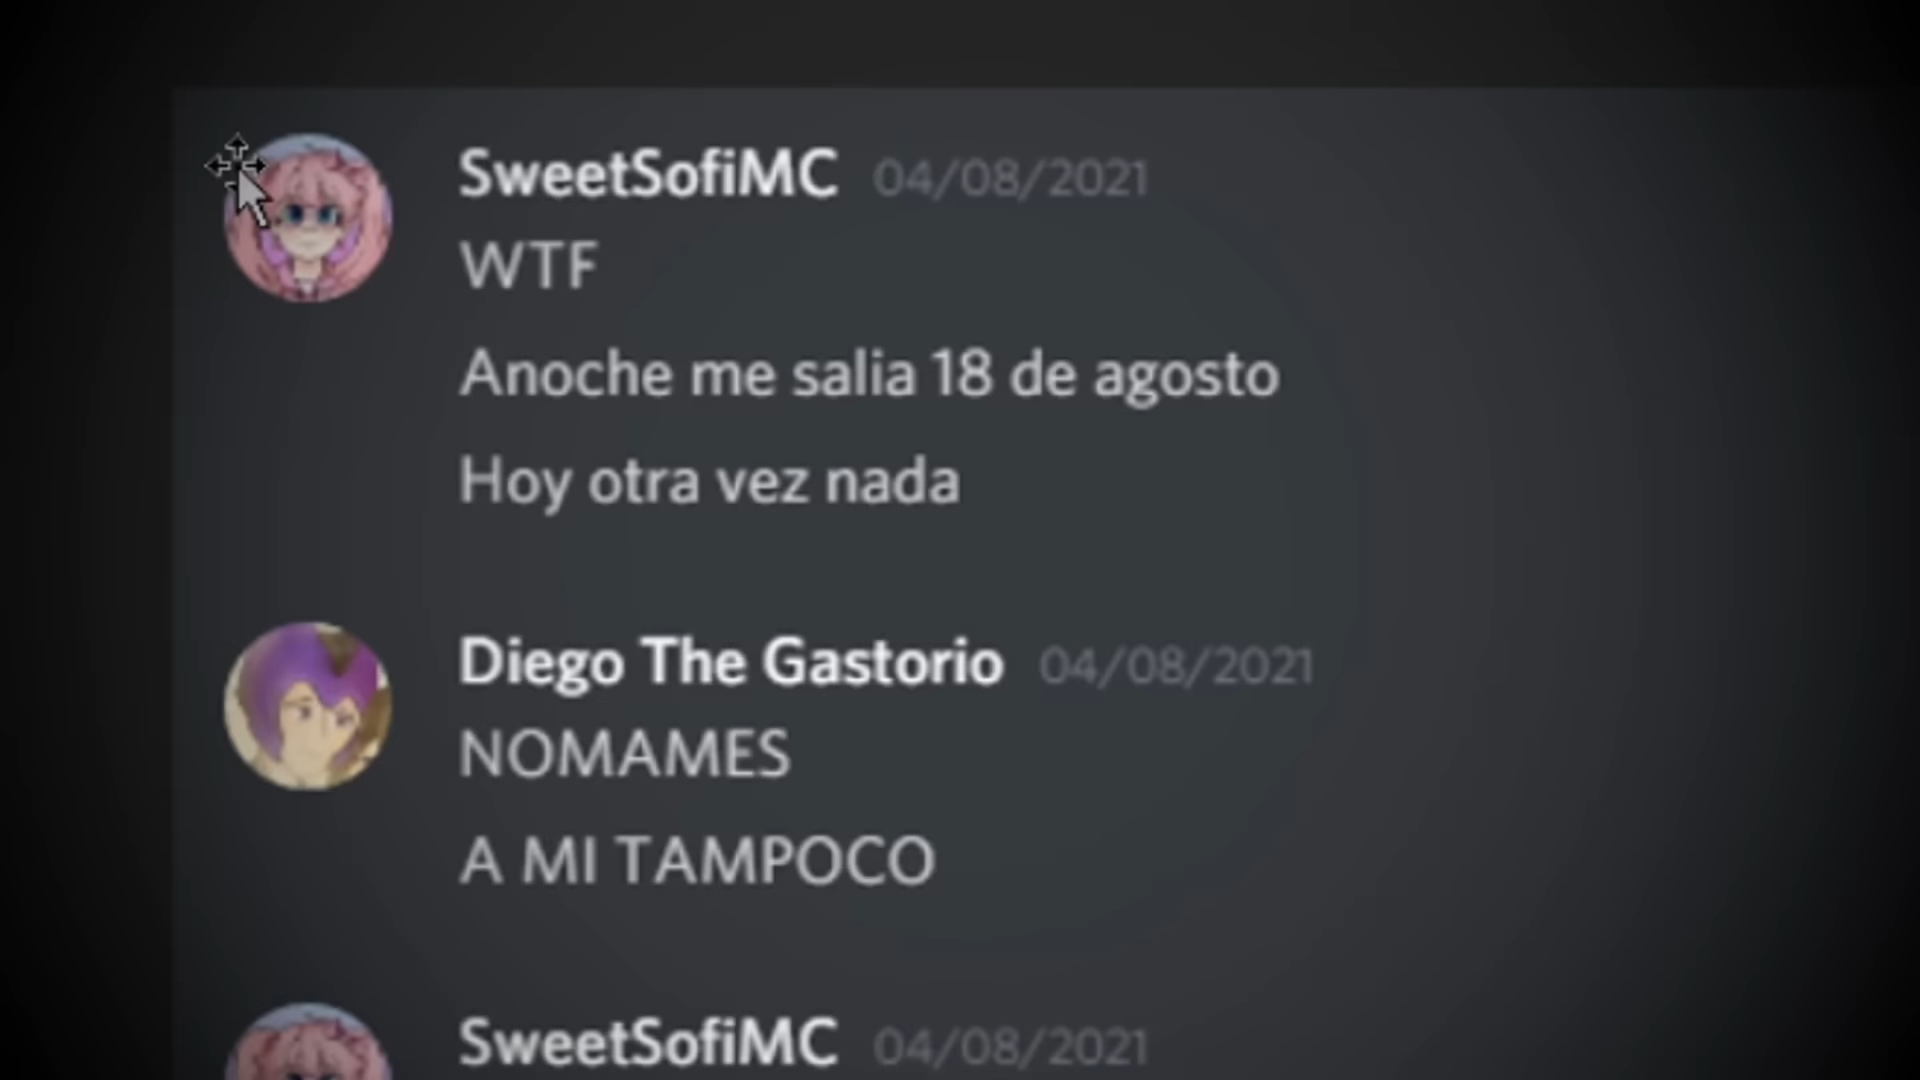 SweetSofiMC 04/08/2021
WTF
Anoche me salia 18 de agosto
Hoy otra vez nada
Diego The Gastorio 04/08/2021
NOMAMES
A MI TAMPOCO
SweetSofiMC 04/08/2021